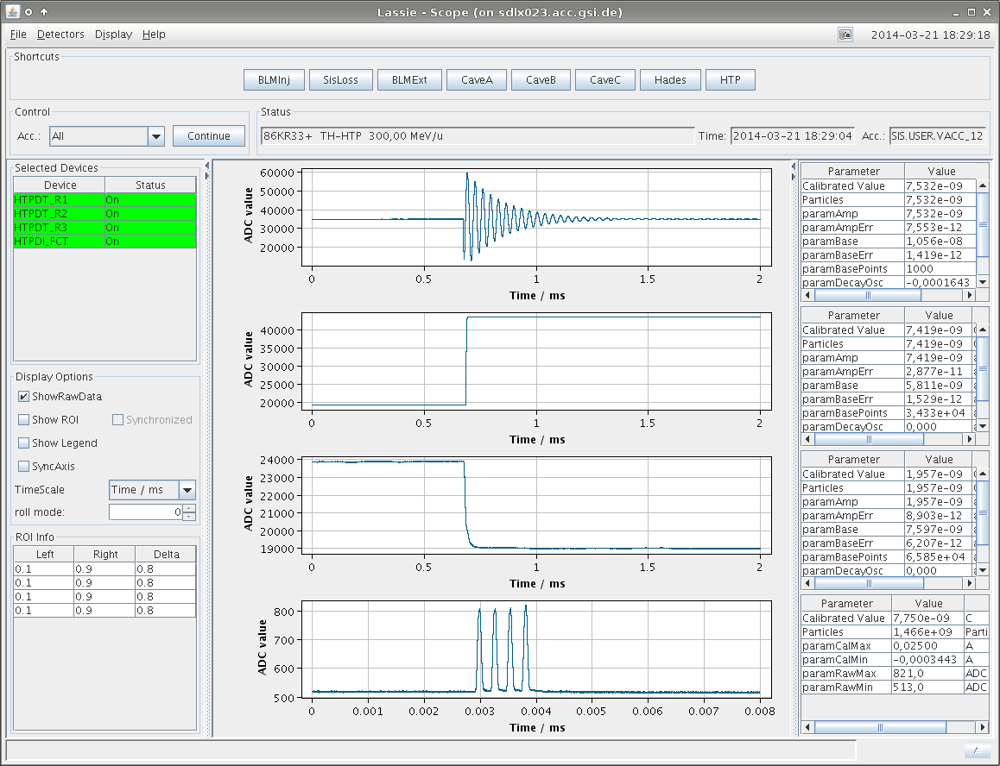 Lassie - Scope (on sdlx023.acc.gsi.de)
File Detectors Display Help
2014-03-21 18:29:18
Shortcuts
BLMInj SisLoss BLMExt CaveA CaveB CaveC Hades HTP
Control
Acc.: All Continue
Status
86KR33+ TH-HTP 300,00 MeV/u
Time: 2014-03-21 18:29:04 Acc.: SIS.USER.VACC_12
Selected Devices
Device Status
HTPDT_R1 On
HTPDT_R2 On
HTPDT_R3 On
HTPDI_FCT On
Display Options
ShowRawData
Show ROI Synchronized
Show Legend
SyncAxis
TimeScale Time / ms
roll mode: 0
ROI Info
Left Right Delta
0.1 0.9 0.8
0.1 0.9 0.8
0.1 0.9 0.8
0.1 0.9 0.8
ADC value
60000
50000
40000
30000
20000
0 0.5 1 1.5 2
Time / ms
ADC value
40000
35000
30000
25000
20000
0 0.5 1 1.5 2
Time / ms
ADC value
24000
23000
22000
21000
20000
19000
0 0.5 1 1.5 2
Time / ms
ADC value
800
700
600
500
0 0.001 0.002 0.003 0.004 0.005 0.006 0.007 0.008
Time / ms
Parameter Value
Calibrated Value 7,532e-09
Particles 7,532e-09
paramAmp 7,532e-09
paramAmpErr 7,553e-12
paramBase 1,056e-08
paramBaseErr 1,419e-12
paramBasePoints 1000
paramDecayOsc -0,0001643
Parameter Value
Calibrated Value 7,419e-09
Particles 7,419e-09
paramAmp 7,419e-09
paramAmpErr 2,877e-11
paramBase 5,811e-09
paramBaseErr 1,529e-12
paramBasePoints 3,433e+04
paramDecayOsc 0,000
Parameter Value
Calibrated Value 1,957e-09
Particles 1,957e-09
paramAmp 1,957e-09
paramAmpErr 8,903e-12
paramBase 7,597e-09
paramBaseErr 6,207e-12
paramBasePoints 6,585e+04
paramDecayOsc 0,000
Parameter Value
Calibrated Value 7,750e-09 C
Particles 1,466e+09 Parti
paramCalMax 0,02500 A
paramCalMin -0,0003443 A
paramRawMax 821,0 ADC
paramRawMin 513,0 ADC